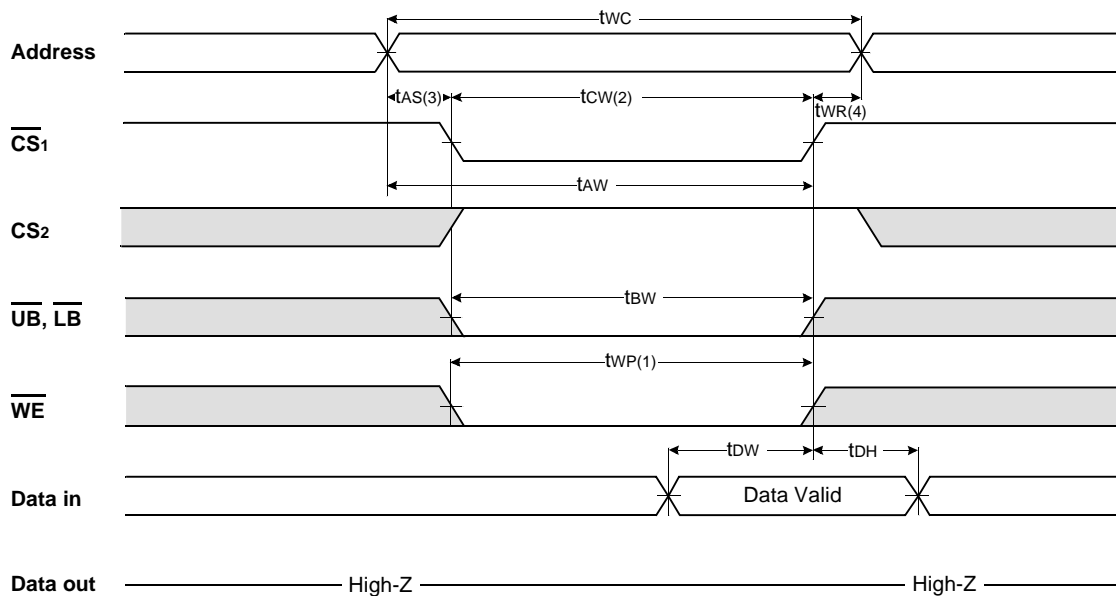 tWC
Address
tAS(3) tCW(2) tWR(4)
CS1
tAW
CS2
tBW
UB, LB
tWP(1)
WE
tDW tDH
Data in Data Valid
Data out High-Z High-Z